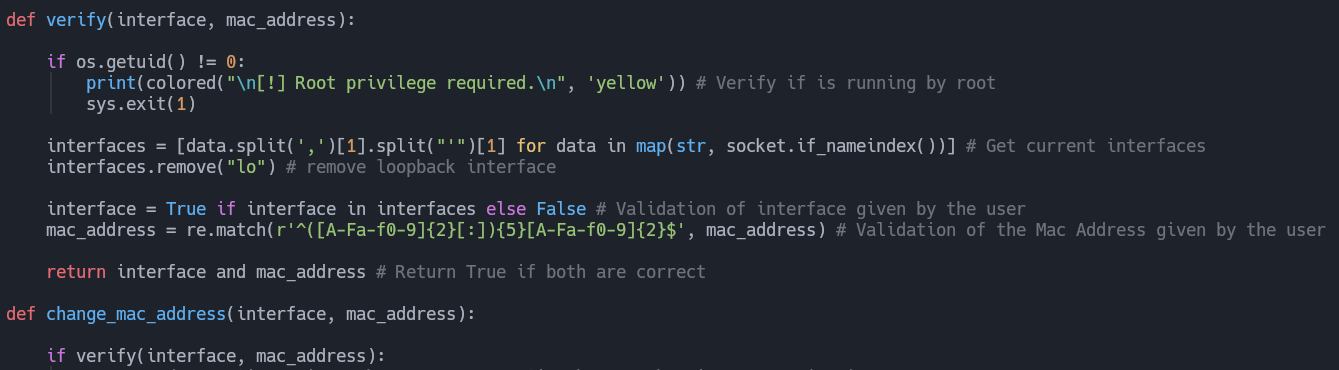 def verify(interface, mac_address):
if os.getuid() != 0:
print(colored("\n[!] Root privilege required.\n", 'yellow')) # Verify if is running by root
sys.exit(1)
interfaces = [data.split(',')[1].split("'")[1] for data in map(str, socket.if_nameindex())] # Get current interfaces
interfaces.remove("lo") # remove loopback interface
interface = True if interface in interfaces else False # Validation of interface given by the user
mac_address = re.match(r'^([A-Fa-f0-9]{2}[:]){5}[A-Fa-f0-9]{2}$', mac_address) # Validation of the Mac Address given by the user
return interface and mac_address # Return True if both are correct
def change_mac_address(interface, mac_address):
if verify(interface, mac_address):